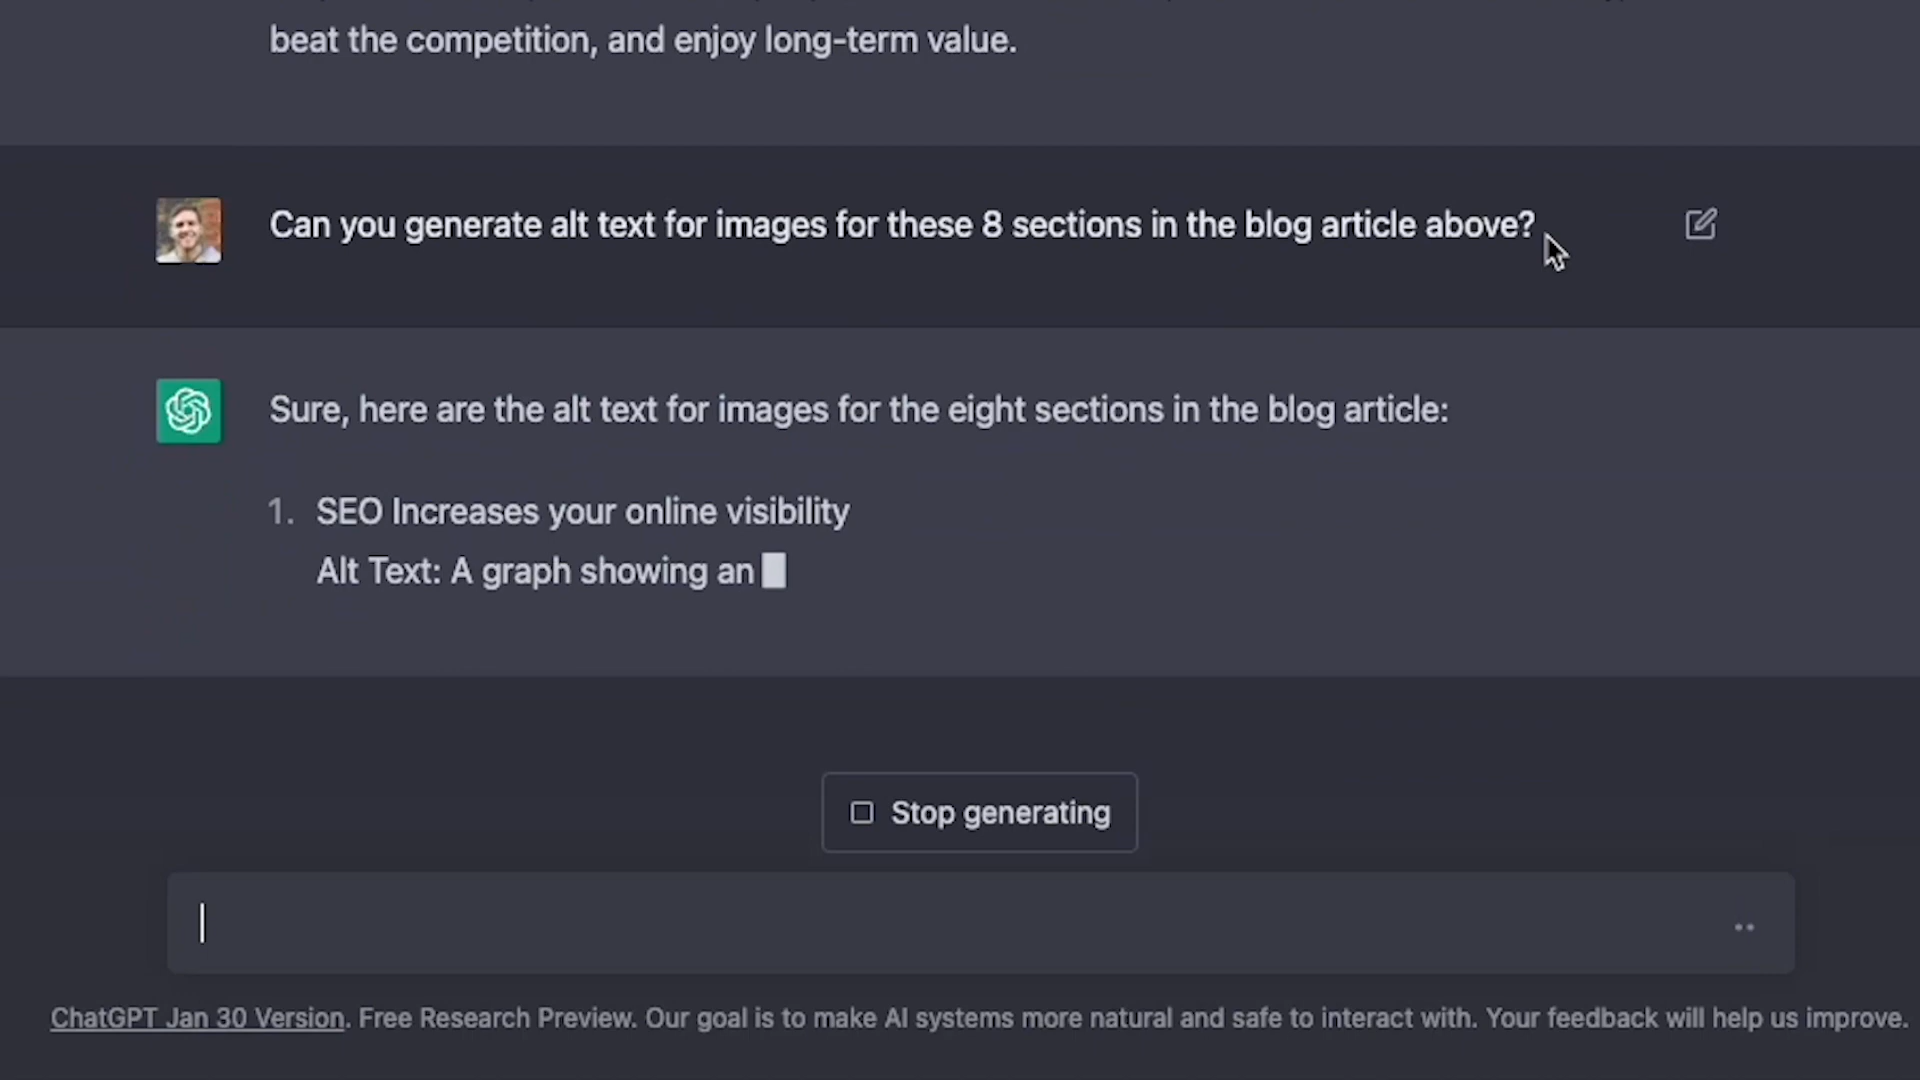 beat the competition, and enjoy long-term value.
Can you generate alt text for images for these 8 sections in the blog article above?
Sure, here are the alt text for images for the eight sections in the blog article:
1. SEO Increases your online visibility
Alt Text: A graph showing an
Stop generating
ChatGPT Jan 30 Version. Free Research Preview. Our goal is to make AI systems more natural and safe to interact with. Your feedback will help us improve.